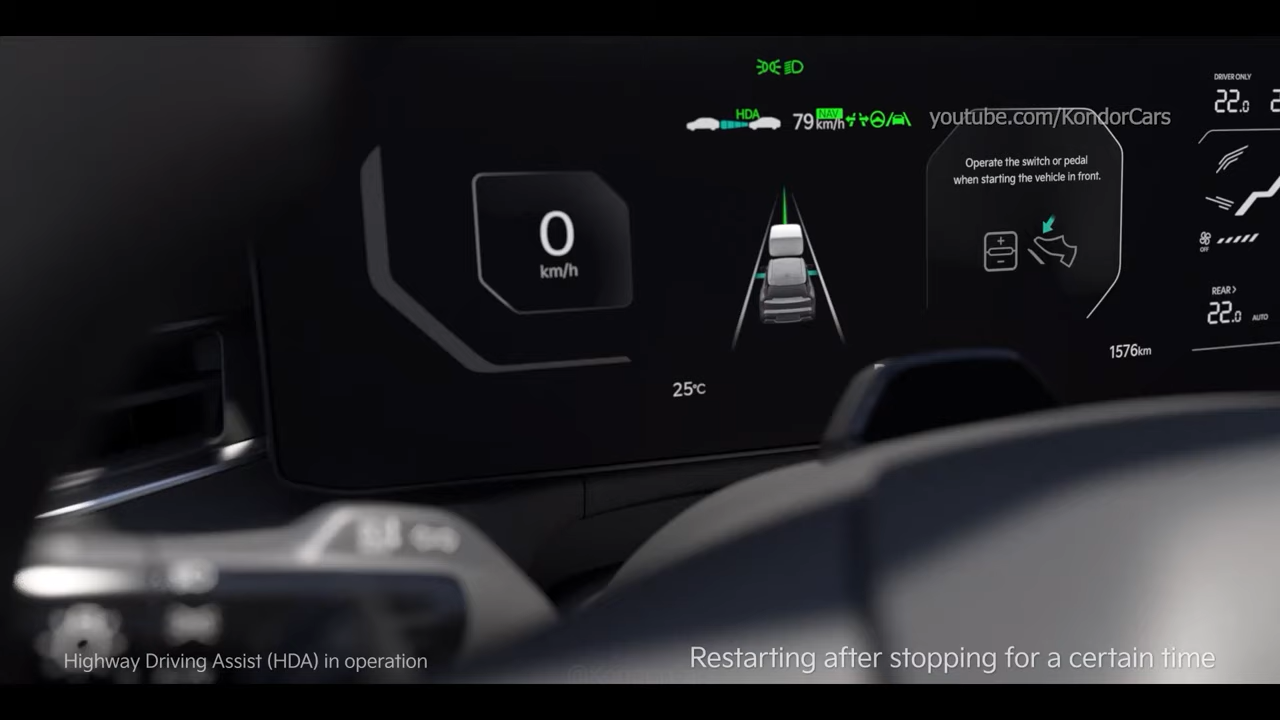 HDA
79 km/h
NAV
youtube.com/KondorCars
DRIVER ONLY
22.0
Operate the switch or pedal
when starting the vehicle in front.
0
km/h
OFF
REAR >
22.0 AUTO
1576km
25°C
Highway Driving Assist (HDA) in operation
Restarting after stopping for a certain time